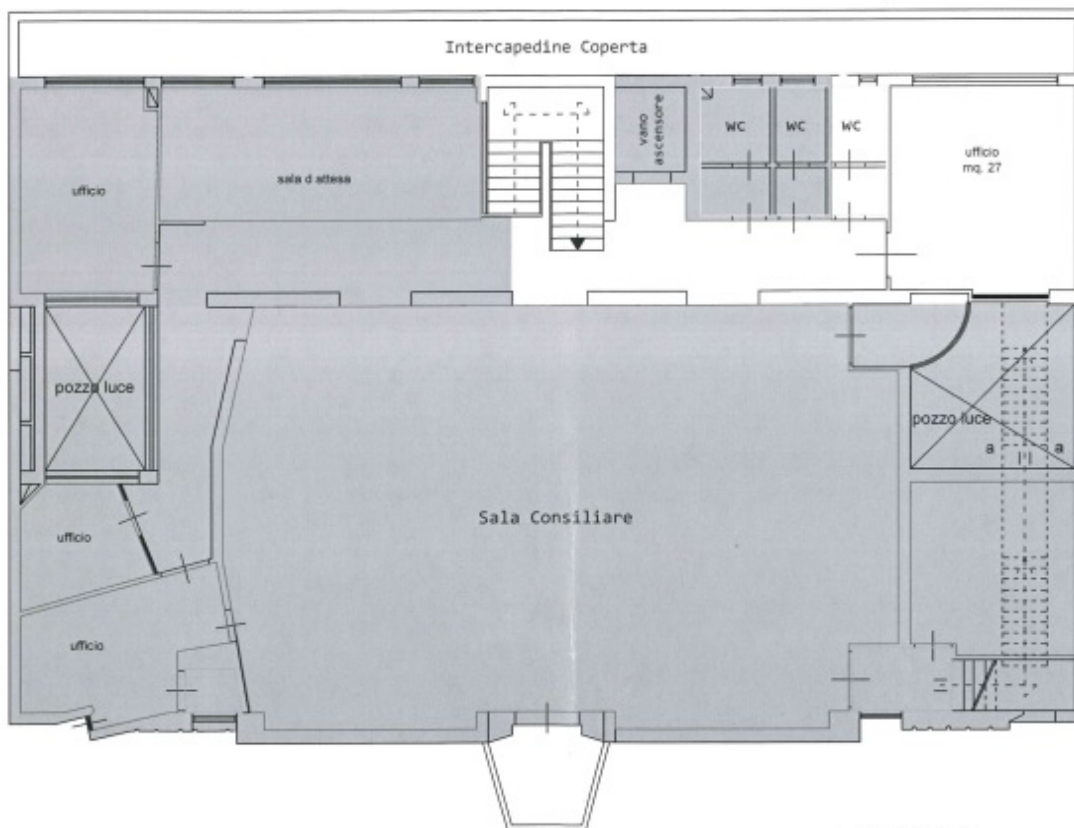 Intercapedine Coperta
wc
wc
wc
vano
ascensore
ufficio
mq. 27
ufficio
sala d attesa
pozzo luce
pozzo luce
a
a
Sala Consiliare
ufficio
ufficio